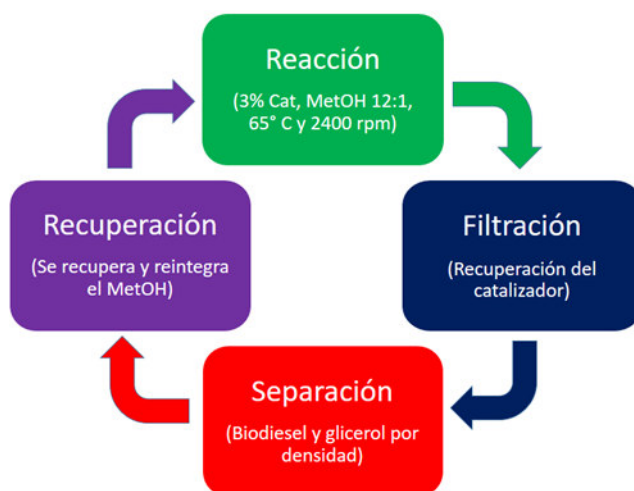 Reacción
(3% Cat, MetOH 12:1,
65° C y 2400 rpm)
Filtración
(Recuperación del
catalizador)
Separación
(Biodiesel y glicerol por
densidad)
Recuperación
(Se recupera y reintegra
el MetOH)